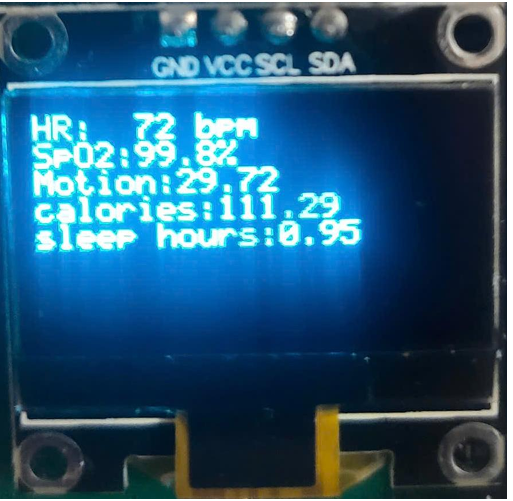 GND VCC SCL SDA
HR: 72 bpm
SpO2:99.8%
Motion:29.72
calories:111.29
sleep hours:0.95